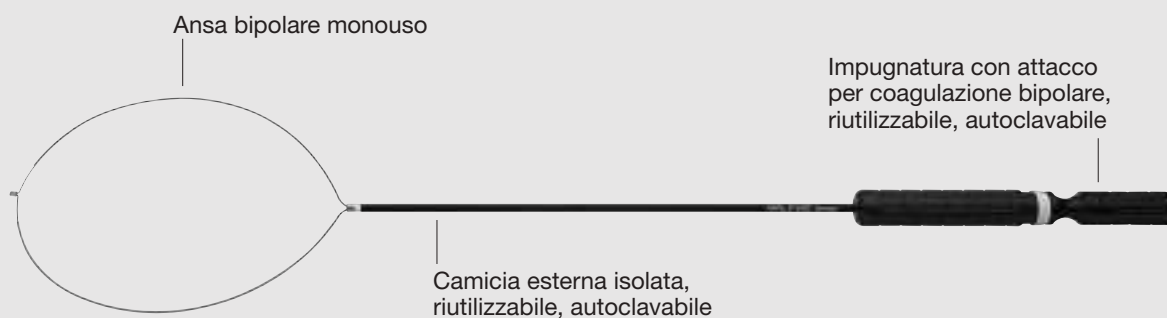 Ansa bipolare monouso
Impugnatura con attacco
per coagulazione bipolare,
riutilizzabile, autoclavabile
Camicia esterna isolata,
riutilizzabile, autoclavabile